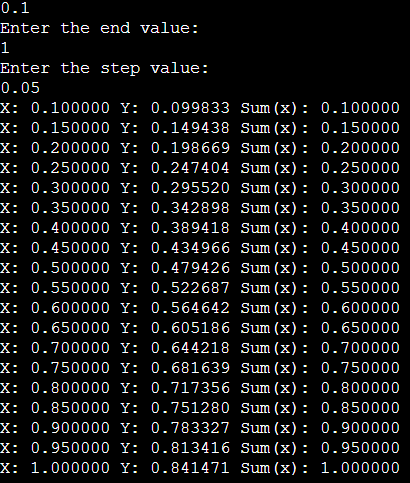 0.1
Enter the end value:
1
Enter the step value:
0.05
X: 0.100000 Y: 0.099833 Sum(x): 0.100000
X: 0.150000 Y: 0.149438 Sum(x): 0.150000
X: 0.200000 Y: 0.198669 Sum(x): 0.200000
X: 0.250000 Y: 0.247404 Sum(x): 0.250000
X: 0.300000 Y: 0.295520 Sum(x): 0.300000
X: 0.350000 Y: 0.342898 Sum(x): 0.350000
X: 0.400000 Y: 0.389418 Sum(x): 0.400000
X: 0.450000 Y: 0.434966 Sum(x): 0.450000
X: 0.500000 Y: 0.479426 Sum(x): 0.500000
X: 0.550000 Y: 0.522687 Sum(x): 0.550000
X: 0.600000 Y: 0.564642 Sum(x): 0.600000
X: 0.650000 Y: 0.605186 Sum(x): 0.650000
X: 0.700000 Y: 0.644218 Sum(x): 0.700000
X: 0.750000 Y: 0.681639 Sum(x): 0.750000
X: 0.800000 Y: 0.717356 Sum(x): 0.800000
X: 0.850000 Y: 0.751280 Sum(x): 0.850000
X: 0.900000 Y: 0.783327 Sum(x): 0.900000
X: 0.950000 Y: 0.813416 Sum(x): 0.950000
X: 1.000000 Y: 0.841471 Sum(x): 1.000000